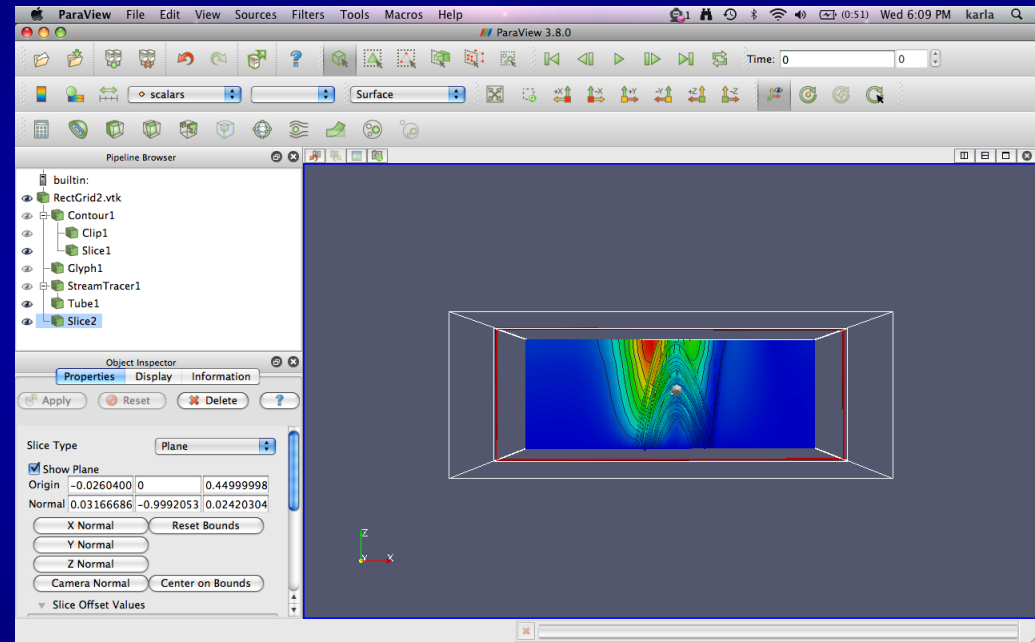 ParaView File Edit View Sources Filters Tools Macros Help 1 (0:51) Wed 6:09 PM karla
ParaView 3.8.0
? Time: 0 0
scalars Surface +X -X +Y -Y +Z -Z
Pipeline Browser
builtin:
RectGrid2.vtk
Contour1
Clip1
Slice1
Glyph1
StreamTracer1
Tube1
Slice2
Object Inspector
Properties Display Information
Apply Reset Delete ?
Slice Type Plane
Show Plane
Origin -0.0260400 0 0.44999998
Normal 0.03166686 -0.9992053 0.02420304
X Normal Reset Bounds
Y Normal
Z Normal
Camera Normal Center on Bounds
Slice Offset Values
Z
Y X